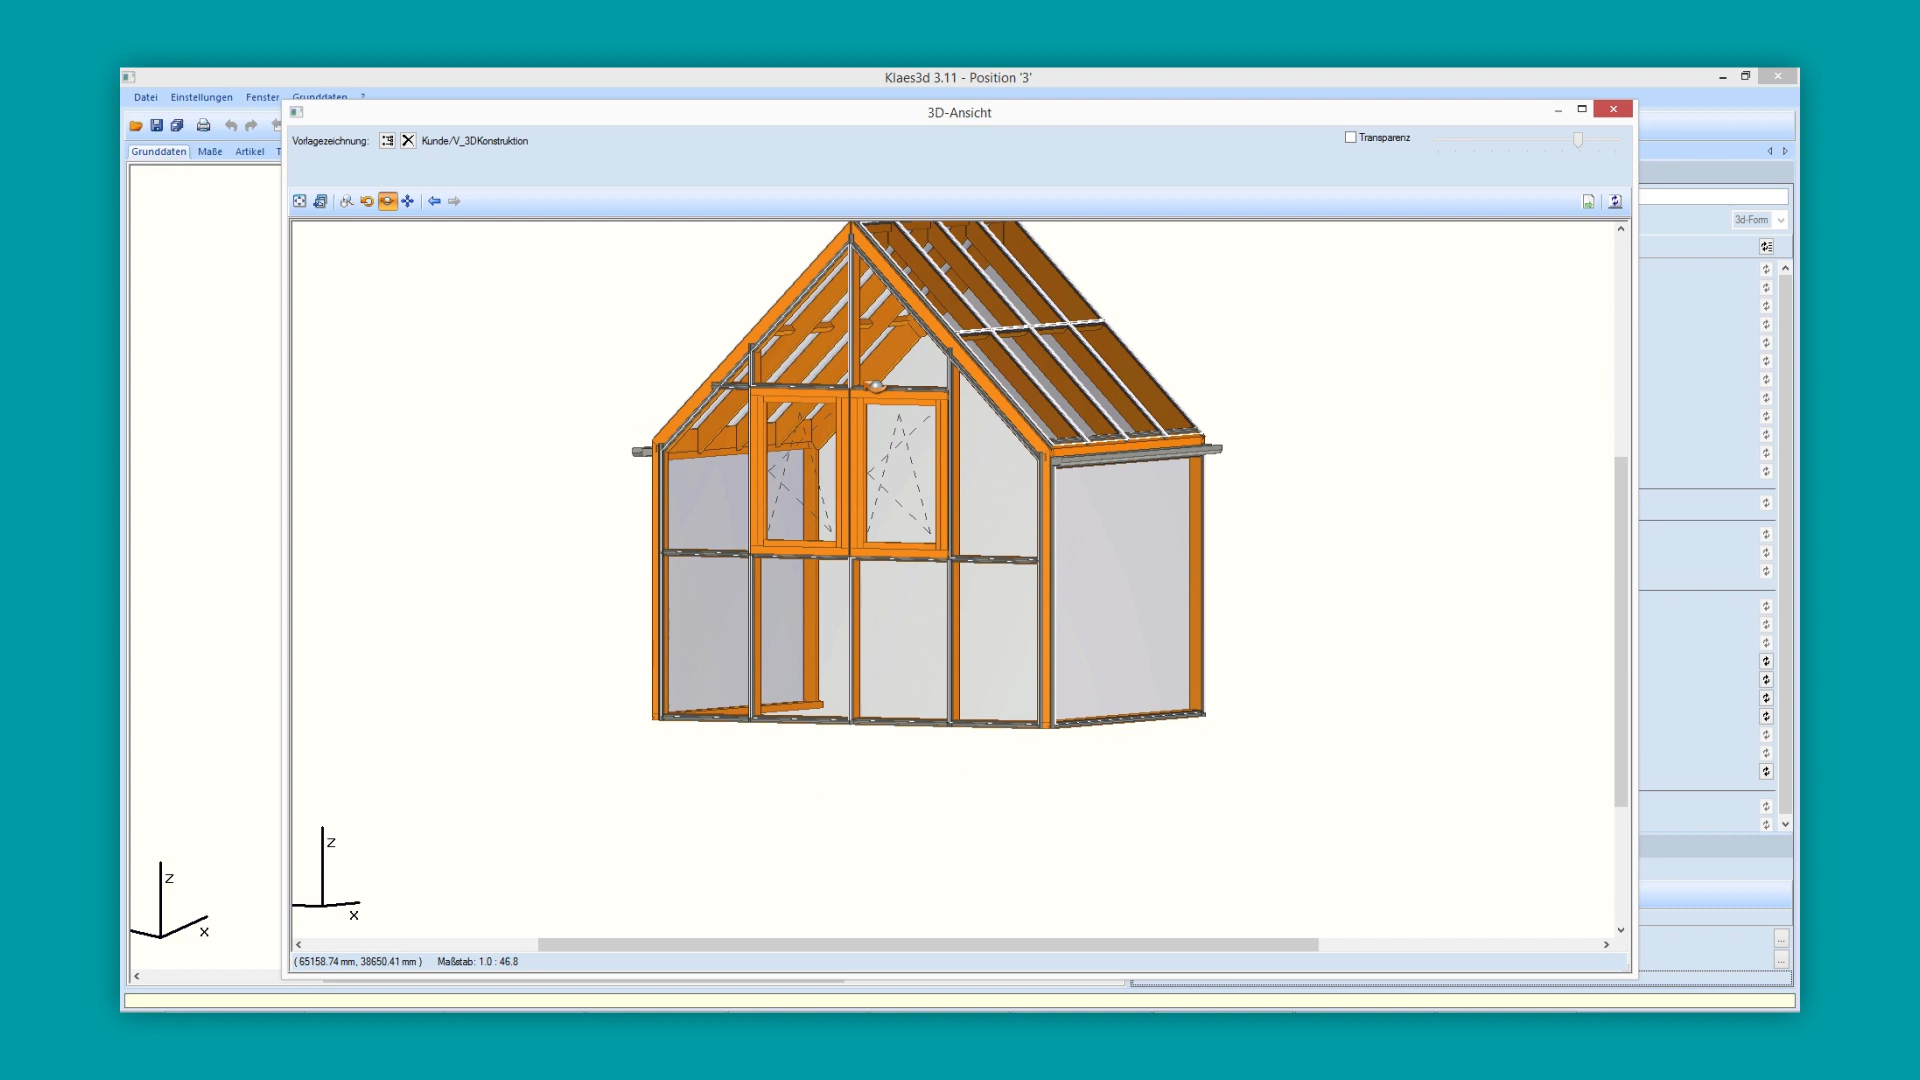 Klaes3d 3.11 - Position '3'
Datei Einstellungen Fenster Grunddaten ?
3D-Ansicht
Vorlagezeichnung: Kunde/V_3DKonstruktion
Transparenz
Grunddaten Maße Artikel
3d-Form
z
x
z
x
(65158.74 mm, 38650.41 mm ) Maßstab: 1.0 : 46.8
...
...